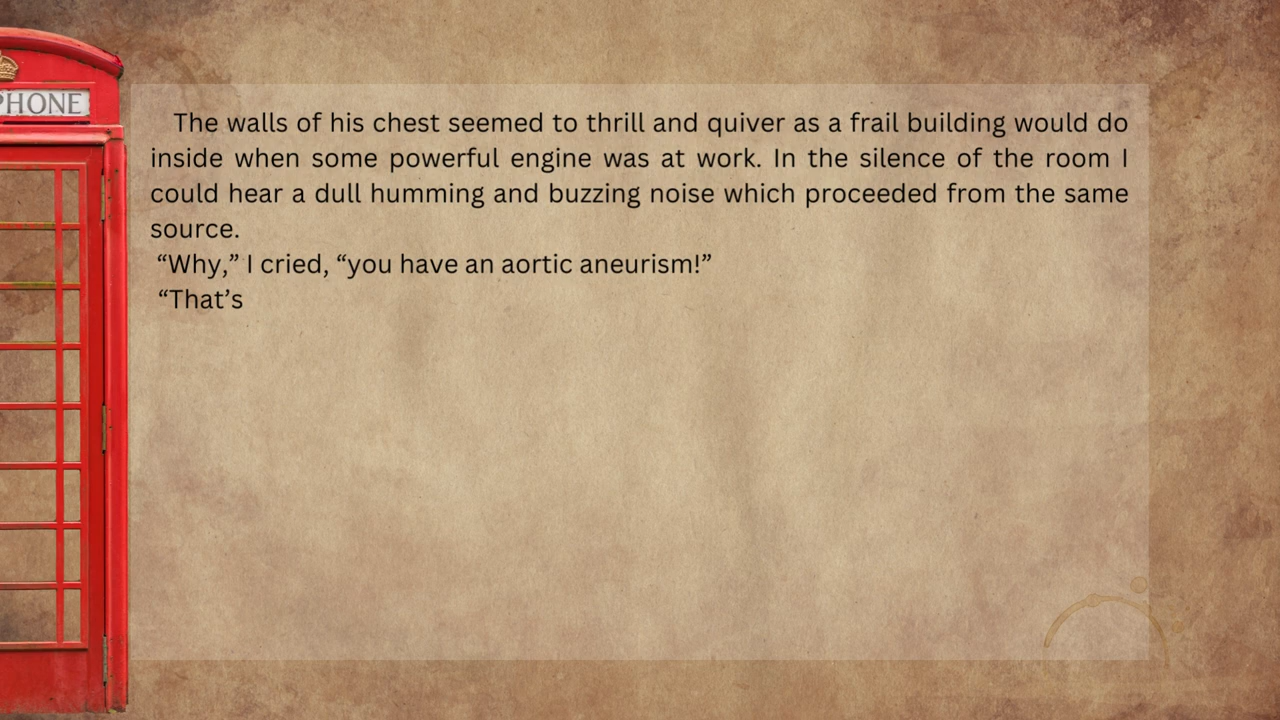 PHONE
The walls of his chest seemed to thrill and quiver as a frail building would do
inside when some powerful engine was at work. In the silence of the room I
could hear a dull humming and buzzing noise which proceeded from the same
source.
“Why,” I cried, “you have an aortic aneurism!”
“That’s